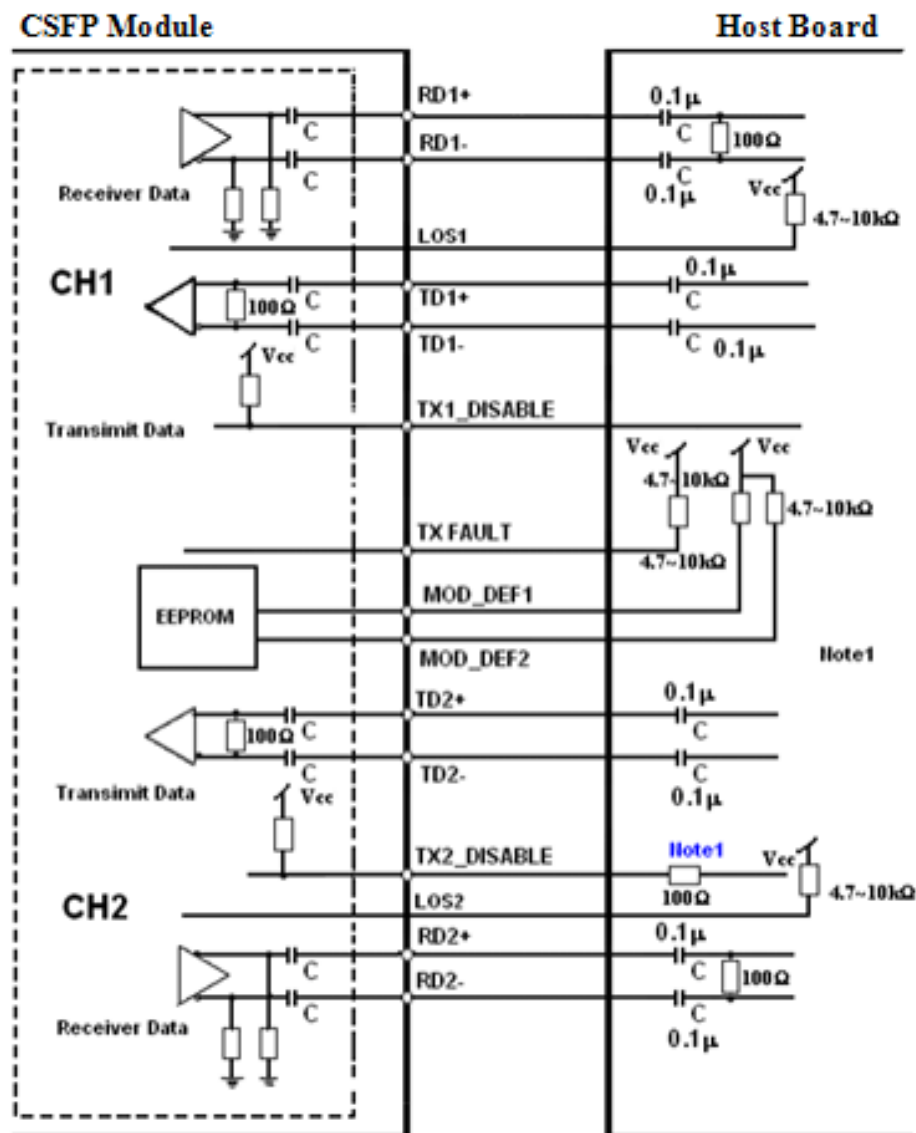 CSFP Module
Host Board
RD1+
0.1μ
C
C
100Ω
RD1-
C
C
0.1μ
Vcc
Receiver Data
4.7~10kΩ
LOS1
CH1
0.1μ
100Ω
C
TD1+
C
C
TD1-
C
0.1μ
Vcc
TX1_DISABLE
Transimit Data
Vcc
Vcc
4.7~10kΩ
4.7~10kΩ
TX FAULT
4.7~10kΩ
MOD_DEF1
EEPROM
MOD_DEF2
Note1
TD2+
0.1μ
100Ω
C
C
C
TD2-
C
Transimit Data
Vcc
0.1μ
TX2_DISABLE
Note1
Vcc
CH2
LOS2
100Ω
4.7~10kΩ
RD2+
0.1μ
C
C
RD2-
100Ω
C
C
Receiver Data
0.1μ